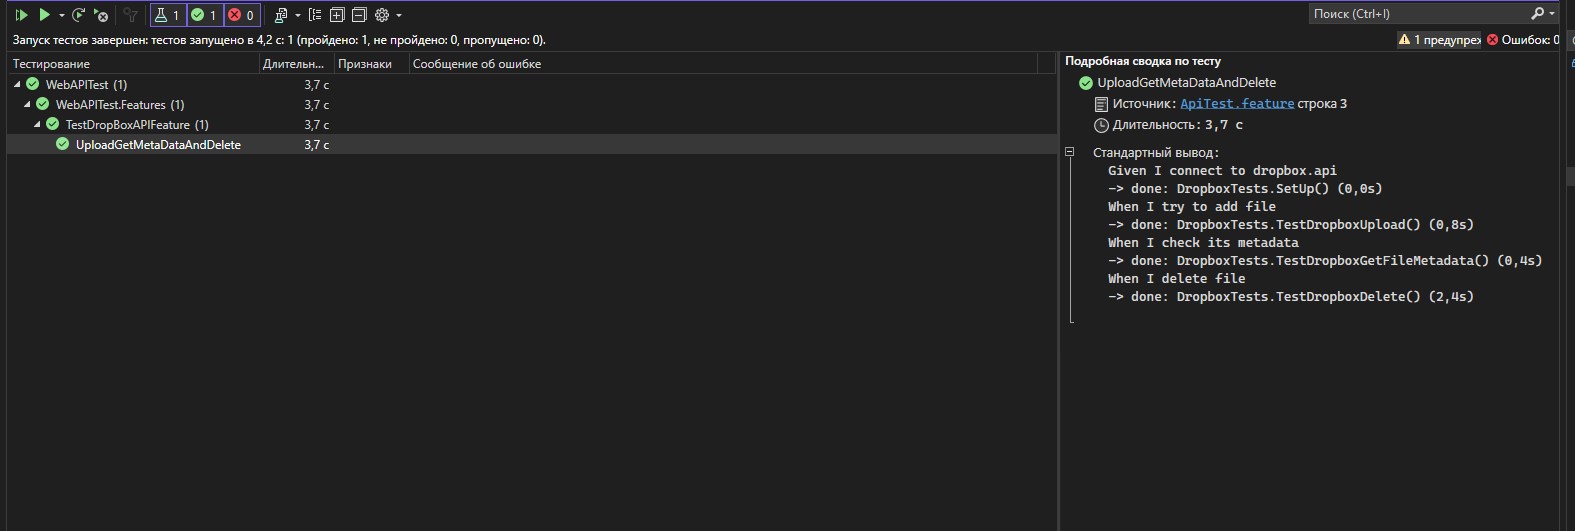 1 1 0
Поиск (Ctrl+I)
Запуск тестов завершен: тестов запущено в 4,2 с: 1 (пройдено: 1, не пройдено: 0, пропущено: 0).
1 предупреж Ошибок: 0
Тестирование Длительн... Признаки Сообщение об ошибке
WebAPITest (1) 3,7 с
WebAPITest.Features (1) 3,7 с
TestDropBoxAPIFeature (1) 3,7 с
UploadGetMetaDataAndDelete 3,7 с
Подробная сводка по тесту
UploadGetMetaDataAndDelete
Источник: ApiTest.feature строка 3
Длительность: 3,7 с
Стандартный вывод:
Given I connect to dropbox.api
-> done: DropboxTests.SetUp() (0,0s)
When I try to add file
-> done: DropboxTests.TestDropboxUpload() (0,8s)
When I check its metadata
-> done: DropboxTests.TestDropboxGetFileMetadata() (0,4s)
When I delete file
-> done: DropboxTests.TestDropboxDelete() (2,4s)